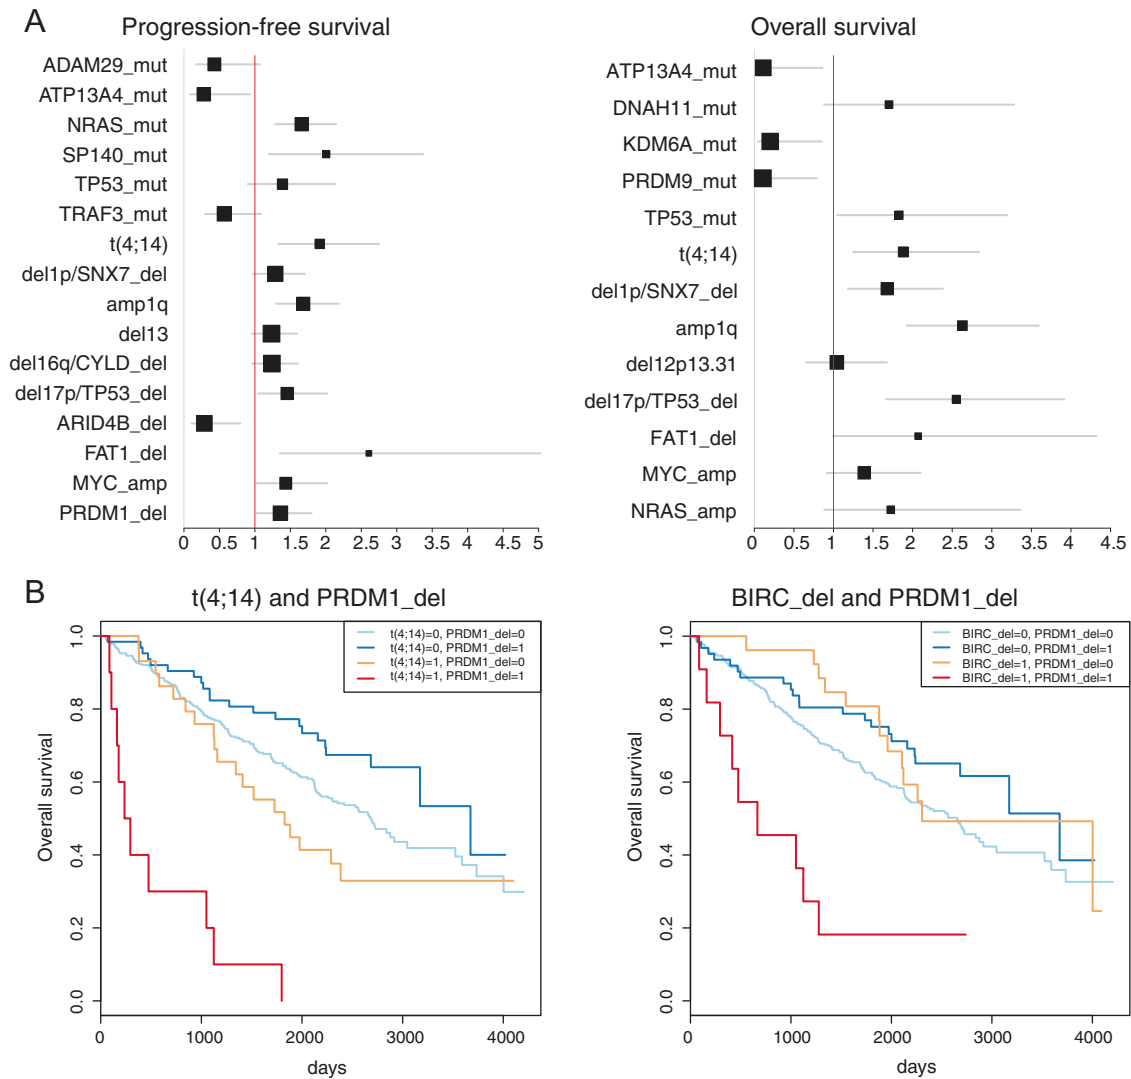 A
Progression-free survival
ADAM29_mut
ATP13A4_mut
NRAS_mut
SP140_mut
TP53_mut
TRAF3_mut
t(4;14)
del1p/SNX7_del
amp1q
del13
del16q/CYLD_del
del17p/TP53_del
ARID4B_del
FAT1_del
MYC_amp
PRDM1_del
0 0.5 1 1.5 2 2.5 3 3.5 4 4.5 5
Overall survival
ATP13A4_mut
DNAH11_mut
KDM6A_mut
PRDM9_mut
TP53_mut
t(4;14)
del1p/SNX7_del
amp1q
del12p13.31
del17p/TP53_del
FAT1_del
MYC_amp
NRAS_amp
0 0.5 1 1.5 2 2.5 3 3.5 4 4.5
B
t(4;14) and PRDM1_del
t(4;14)=0, PRDM1_del=0
t(4;14)=0, PRDM1_del=1
t(4;14)=1, PRDM1_del=0
t(4;14)=1, PRDM1_del=1
Overall survival
1.0
0.8
0.6
0.4
0.2
0.0
0 1000 2000 3000 4000
days
BIRC_del and PRDM1_del
BIRC_del=0, PRDM1_del=0
BIRC_del=0, PRDM1_del=1
BIRC_del=1, PRDM1_del=0
BIRC_del=1, PRDM1_del=1
Overall survival
1.0
0.8
0.6
0.4
0.2
0.0
0 1000 2000 3000 4000
days